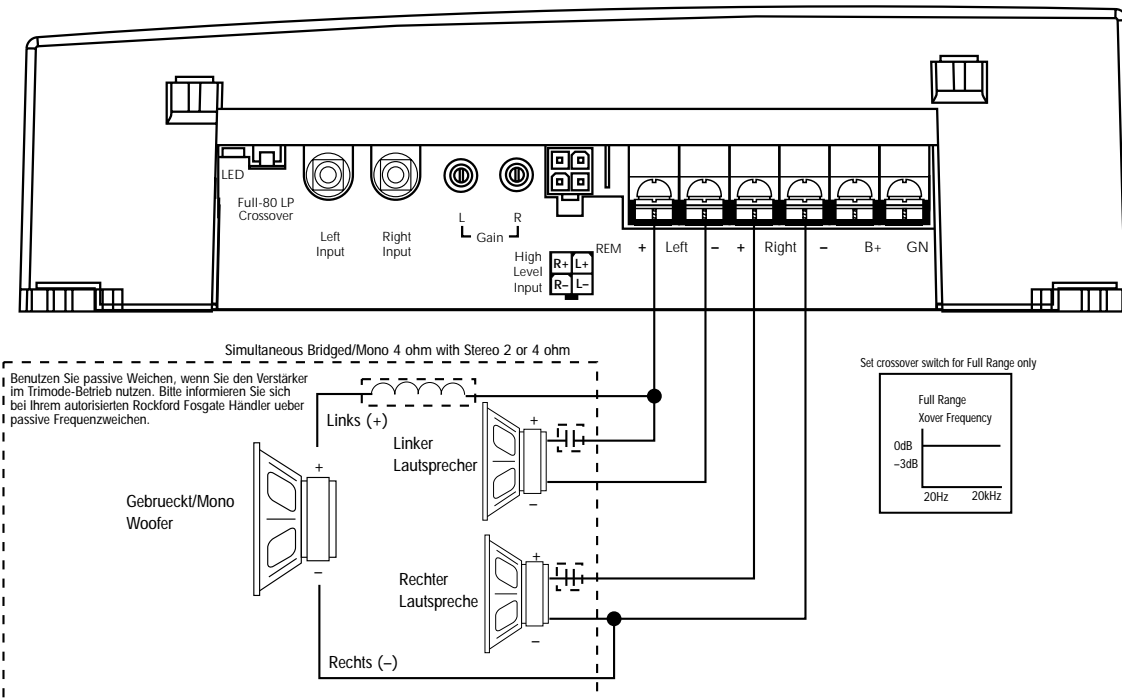 LED
Full-80 LP
Crossover
Left
Input
Right
Input
L
R
Gain
High
Level
Input
R+ L+
R– L–
REM
+ Left – + Right – B+ GN
Simultaneous Bridged/Mono 4 ohm with Stereo 2 or 4 ohm
Benutzen Sie passive Weichen, wenn Sie den Verstärker
im Trimode-Betrieb nutzen. Bitte informieren Sie sich
bei Ihrem autorisierten Rockford Fosgate Händler ueber
passive Frequenzweichen.
Links (+)
+
Linker
Lautsprecher
–
+
Gebrueckt/Mono
Woofer
–
+
Rechter
Lautspreche
–
Rechts (–)
Set crossover switch for Full Range only
Full Range
Xover Frequency
0dB
–3dB
20Hz 20kHz